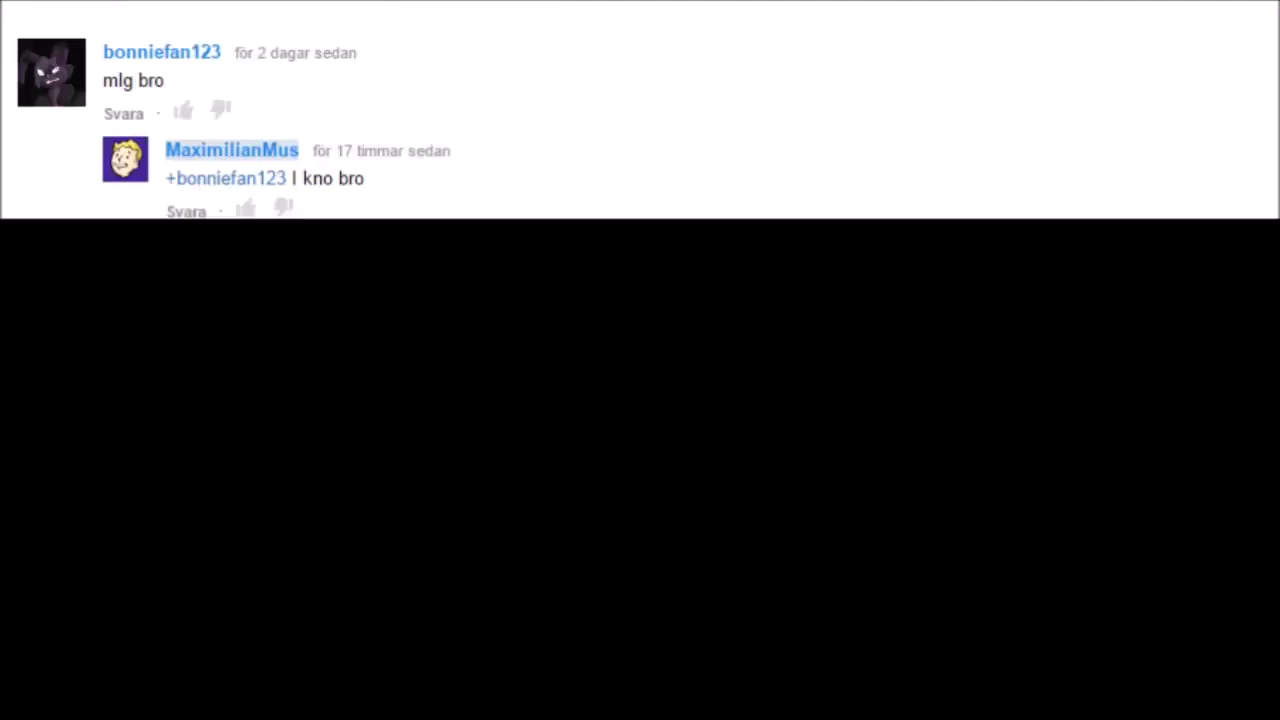 bonniefan123 för 2 dagar sedan
mlg bro
Svara ·
MaximilianMus för 17 timmar sedan
+bonniefan123 I kno bro
Svara ·